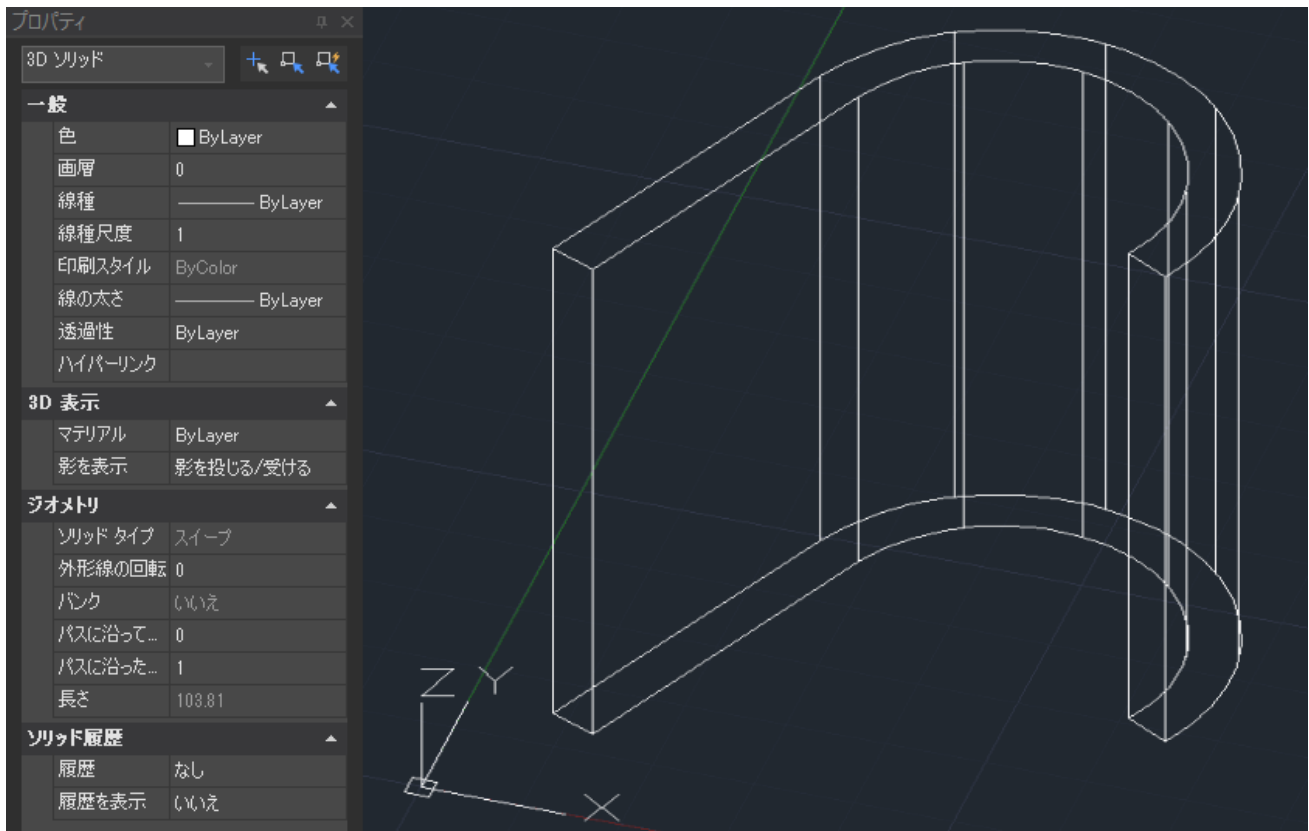 プロパティ
3D ソリッド
一般
色 ByLayer
画層 0
線種 ByLayer
線種尺度 1
印刷スタイル ByColor
線の太さ ByLayer
透過性 ByLayer
ハイパーリンク
3D 表示
マテリアル ByLayer
影を表示 影を投じる/受ける
ジオメトリ
ソリッド タイプ スイープ
外形線の回転 0
バンク いいえ
パスに沿って... 0
パスに沿った... 1
長さ 103.81
ソリッド履歴
履歴 なし
履歴を表示 いいえ
Z Y
X